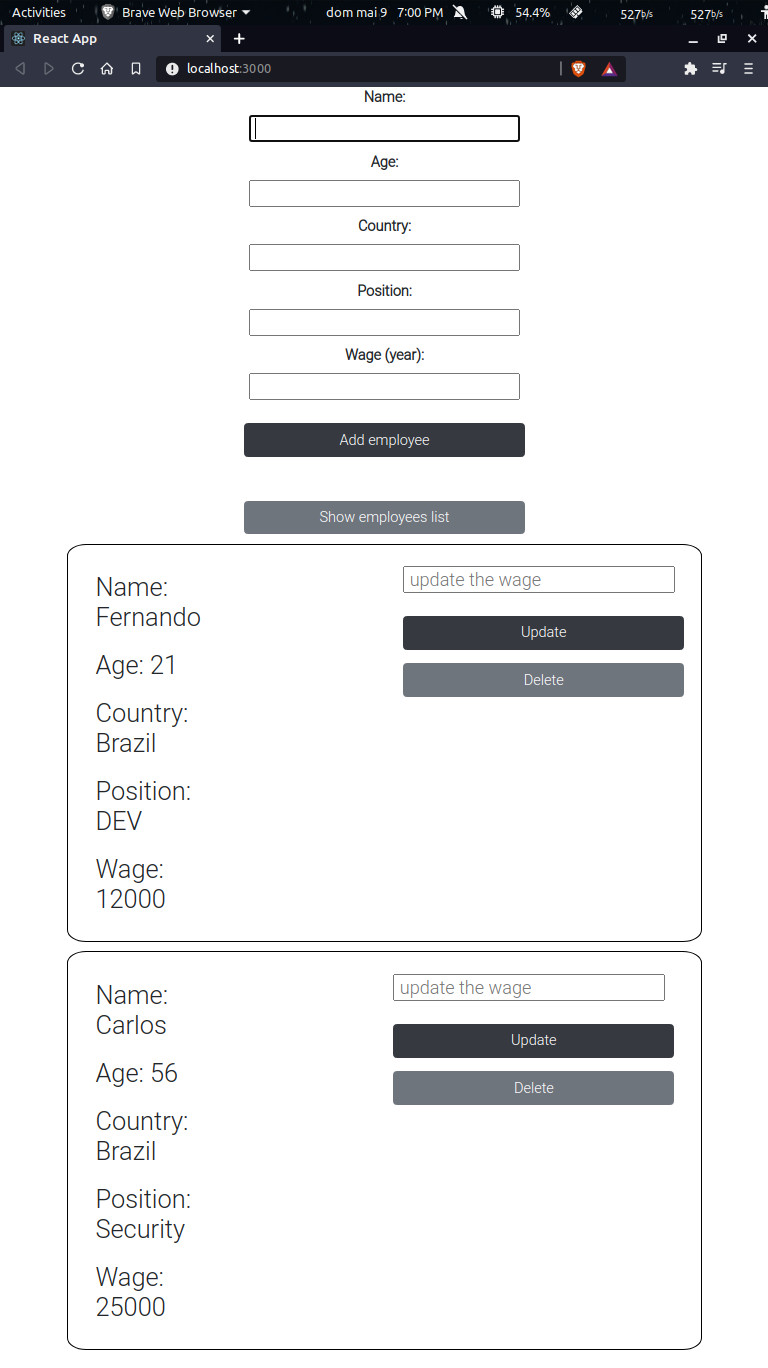 Activities Brave Web Browser dom mai 9 7:00 PM 54.4% 527b/s 527b/s
React App
localhost:3000
Name:
Age:
Country:
Position:
Wage (year):
Add employee
Show employees list
Name:
Fernando
Age: 21
Country:
Brazil
Position:
DEV
Wage:
12000
update the wage
Update
Delete
Name:
Carlos
Age: 56
Country:
Brazil
Position:
Security
Wage:
25000
update the wage
Update
Delete